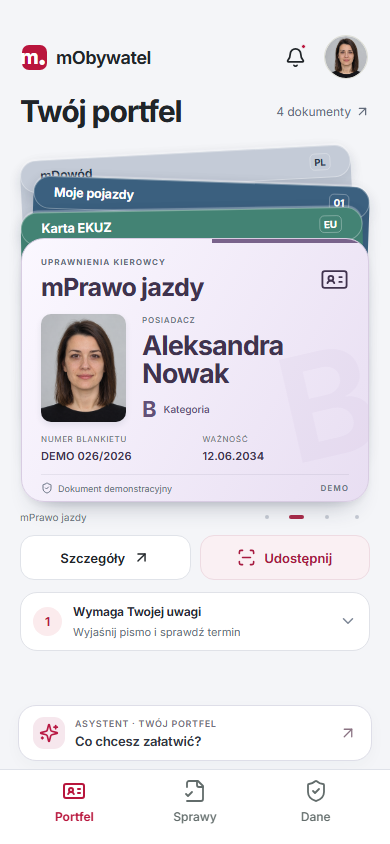 m. mObywatel
Twój portfel
4 dokumenty
mDowód
PL
Moje pojazdy
01
Karta EKUZ
EU
UPRAWNIENIA KIEROWCY
mPrawo jazdy
POSIADACZ
Aleksandra
Nowak
B Kategoria
B
NUMER BLANKIETU
WAŻNOŚĆ
DEMO 026/2026
12.06.2034
Dokument demonstracyjny
DEMO
mPrawo jazdy
Szczegóły
Udostępnij
1
Wymaga Twojej uwagi
Wyjaśnij pismo i sprawdź termin
ASYSTENT · TWÓJ PORTFEL
Co chcesz załatwić?
Portfel
Sprawy
Dane